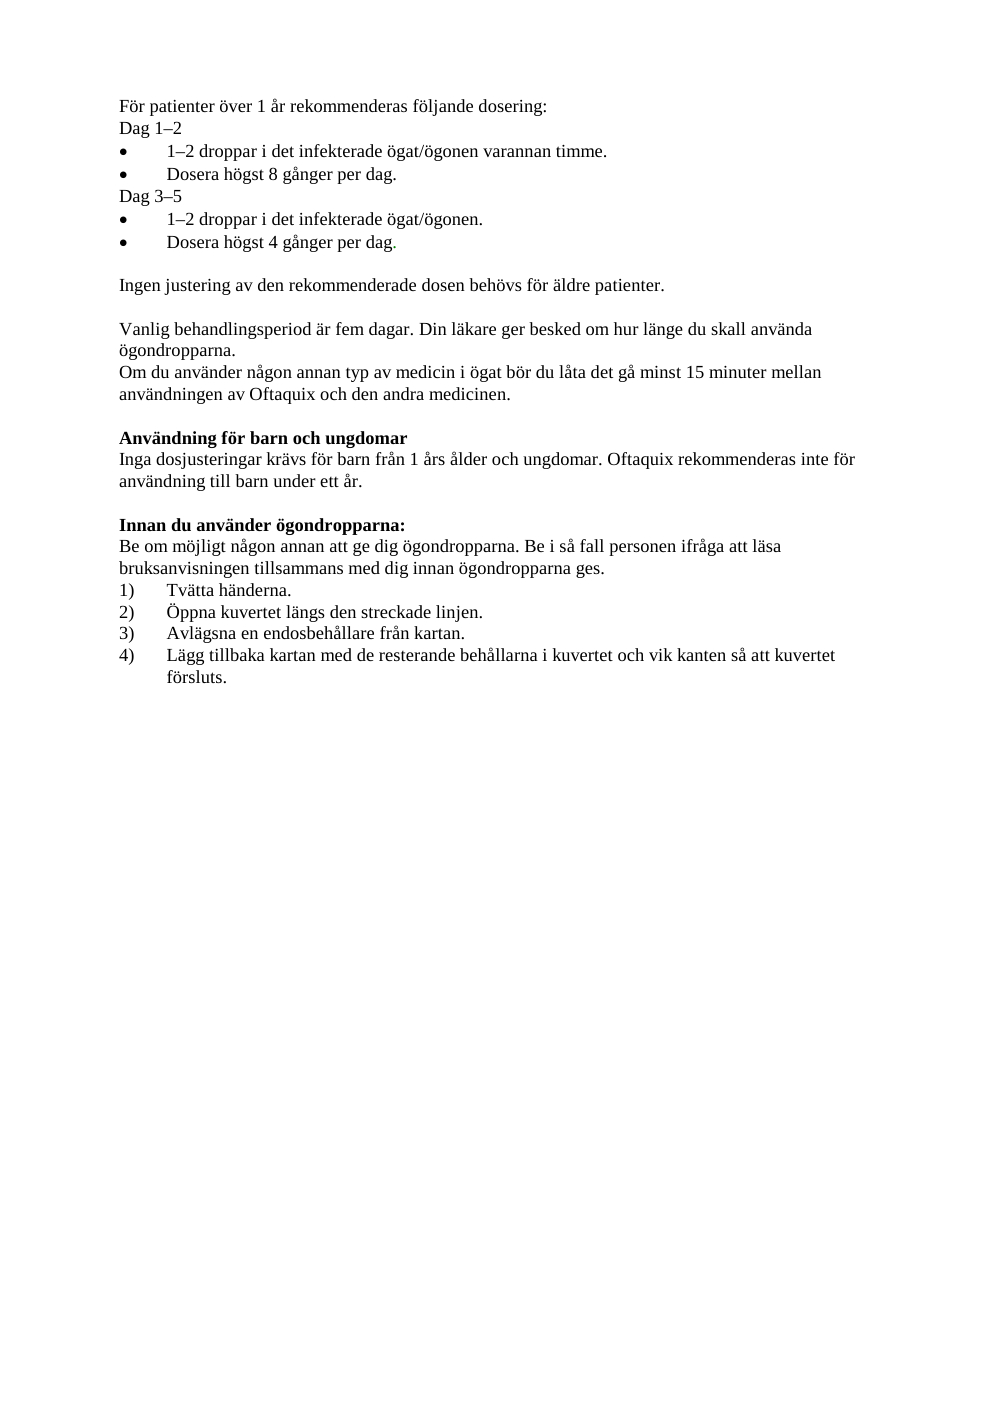 För patienter över 1 år rekommenderas följande dosering:
Dag 1–2
● 1–2 droppar i det infekterade ögat/ögonen varannan timme.
● Dosera högst 8 gånger per dag.
Dag 3–5
● 1–2 droppar i det infekterade ögat/ögonen.
● Dosera högst 4 gånger per dag.
Ingen justering av den rekommenderade dosen behövs för äldre patienter.
Vanlig behandlingsperiod är fem dagar. Din läkare ger besked om hur länge du skall använda
ögondropparna.
Om du använder någon annan typ av medicin i ögat bör du låta det gå minst 15 minuter mellan
användningen av Oftaquix och den andra medicinen.
Användning för barn och ungdomar
Inga dosjusteringar krävs för barn från 1 års ålder och ungdomar. Oftaquix rekommenderas inte för
användning till barn under ett år.
Innan du använder ögondropparna:
Be om möjligt någon annan att ge dig ögondropparna. Be i så fall personen ifråga att läsa
bruksanvisningen tillsammans med dig innan ögondropparna ges.
1) Tvätta händerna.
2) Öppna kuvertet längs den streckade linjen.
3) Avlägsna en endosbehållare från kartan.
4) Lägg tillbaka kartan med de resterande behållarna i kuvertet och vik kanten så att kuvertet
försluts.